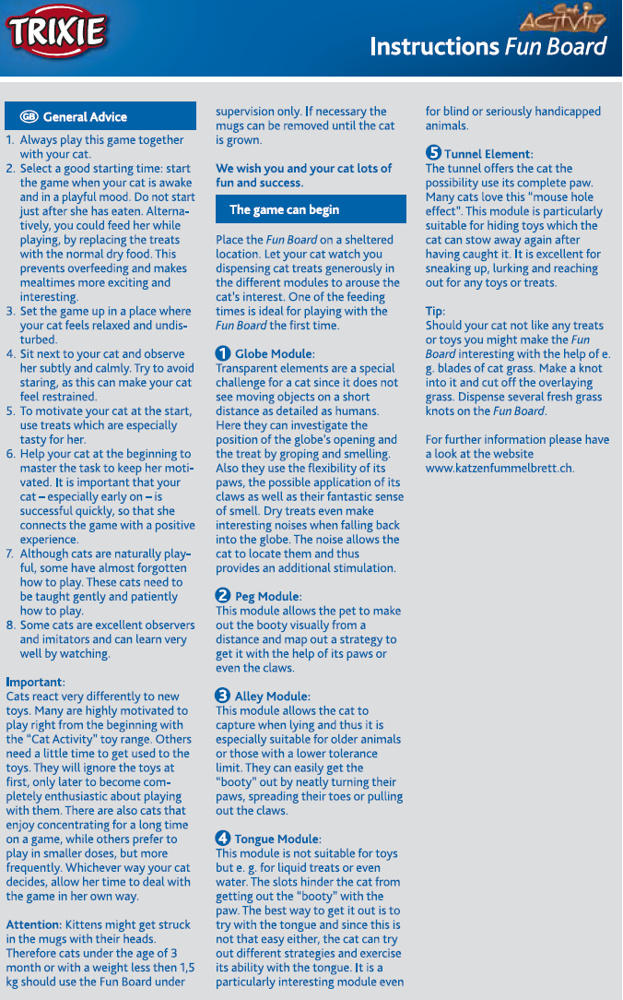 TRIXIE
Cat
ACTIVITY
Instructions Fun Board
GB General Advice
1. Always play this game together
with your cat.
2. Select a good starting time: start
the game when your cat is awake
and in a playful mood. Do not start
just after she has eaten. Alterna-
tively, you could feed her while
playing, by replacing the treats
with the normal dry food. This
prevents overfeeding and makes
mealtimes more exciting and
interesting.
3. Set the game up in a place where
your cat feels relaxed and undis-
turbed.
4. Sit next to your cat and observe
her subtly and calmly. Try to avoid
staring, as this can make your cat
feel restrained.
5. To motivate your cat at the start,
use treats which are especially
tasty for her.
6. Help your cat at the beginning to
master the task to keep her moti-
vated. It is important that your
cat – especially early on – is
successful quickly, so that she
connects the game with a positive
experience.
7. Although cats are naturally play-
ful, some have almost forgotten
how to play. These cats need to
be taught gently and patiently
how to play.
8. Some cats are excellent observers
and imitators and can learn very
well by watching.
Important:
Cats react very differently to new
toys. Many are highly motivated to
play right from the beginning with
the "Cat Activity" toy range. Others
need a little time to get used to the
toys. They will ignore the toys at
first, only later to become com-
pletely enthusiastic about playing
with them. There are also cats that
enjoy concentrating for a long time
on a game, while others prefer to
play in smaller doses, but more
frequently. Whichever way your cat
decides, allow her time to deal with
the game in her own way.
Attention: Kittens might get struck
in the mugs with their heads.
Therefore cats under the age of 3
month or with a weight less then 1,5
kg should use the Fun Board under
supervision only. If necessary the
mugs can be removed until the cat
is grown.
We wish you and your cat lots of
fun and success.
The game can begin
Place the Fun Board on a sheltered
location. Let your cat watch you
dispensing cat treats generously in
the different modules to arouse the
cat's interest. One of the feeding
times is ideal for playing with the
Fun Board the first time.
1 Globe Module:
Transparent elements are a special
challenge for a cat since it does not
see moving objects on a short
distance as detailed as humans.
Here they can investigate the
position of the globe's opening and
the treat by groping and smelling.
Also they use the flexibility of its
paws, the possible application of its
claws as well as their fantastic sense
of smell. Dry treats even make
interesting noises when falling back
into the globe. The noise allows the
cat to locate them and thus
provides an additional stimulation.
2 Peg Module:
This module allows the pet to make
out the booty visually from a
distance and map out a strategy to
get it with the help of its paws or
even the claws.
3 Alley Module:
This module allows the cat to
capture when lying and thus it is
especially suitable for older animals
or those with a lower tolerance
limit. They can easily get the
"booty" out by neatly turning their
paws, spreading their toes or pulling
out the claws.
4 Tongue Module:
This module is not suitable for toys
but e. g. for liquid treats or even
water. The slots hinder the cat from
getting out the "booty" with the
paw. The best way to get it out is to
try with the tongue and since this is
not that easy either, the cat can try
out different strategies and exercise
its ability with the tongue. It is a
particularly interesting module even
for blind or seriously handicapped
animals.
5 Tunnel Element:
The tunnel offers the cat the
possibility use its complete paw.
Many cats love this "mouse hole
effect". This module is particularly
suitable for hiding toys which the
cat can stow away again after
having caught it. It is excellent for
sneaking up, lurking and reaching
out for any toys or treats.
Tip:
Should your cat not like any treats
or toys you might make the Fun
Board interesting with the help of e.
g. blades of cat grass. Make a knot
into it and cut off the overlaying
grass. Dispense several fresh grass
knots on the Fun Board.
For further information please have
a look at the website
www.katzenfummelbrett.ch.